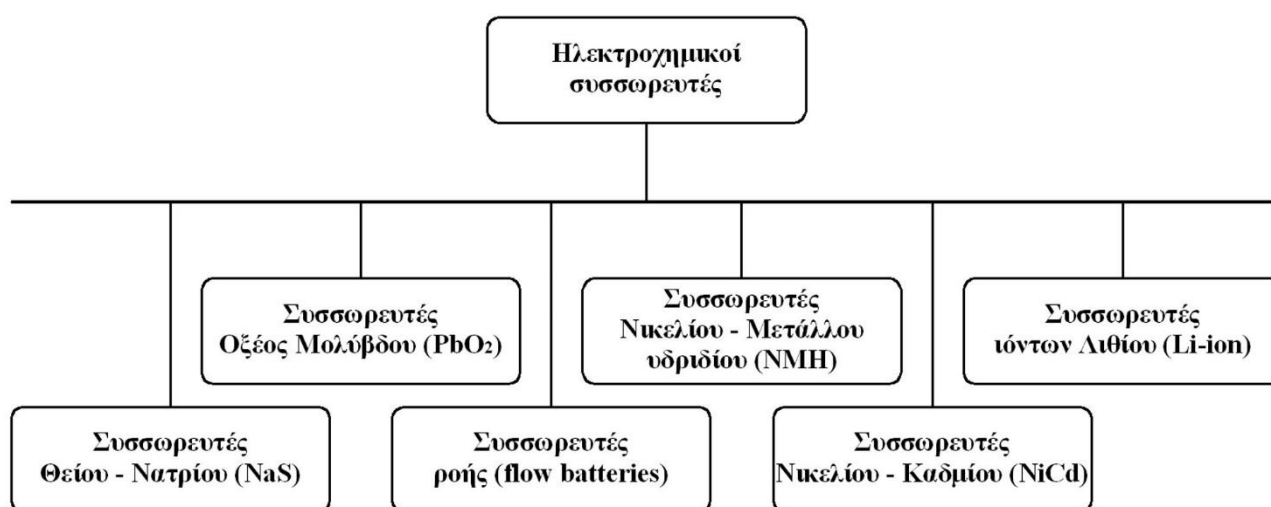 Ηλεκτροχημικοί
συσσωρευτές
Συσσωρευτές
Οξέος Μολύβδου (PbO₂)
Συσσωρευτές
Νικελίου - Μετάλλου
υδριδίου (NMH)
Συσσωρευτές
ιόντων Λιθίου (Li-ion)
Συσσωρευτές
Θείου - Νατρίου (NaS)
Συσσωρευτές
ροής (flow batteries)
Συσσωρευτές
Νικελίου - Καδμίου (NiCd)